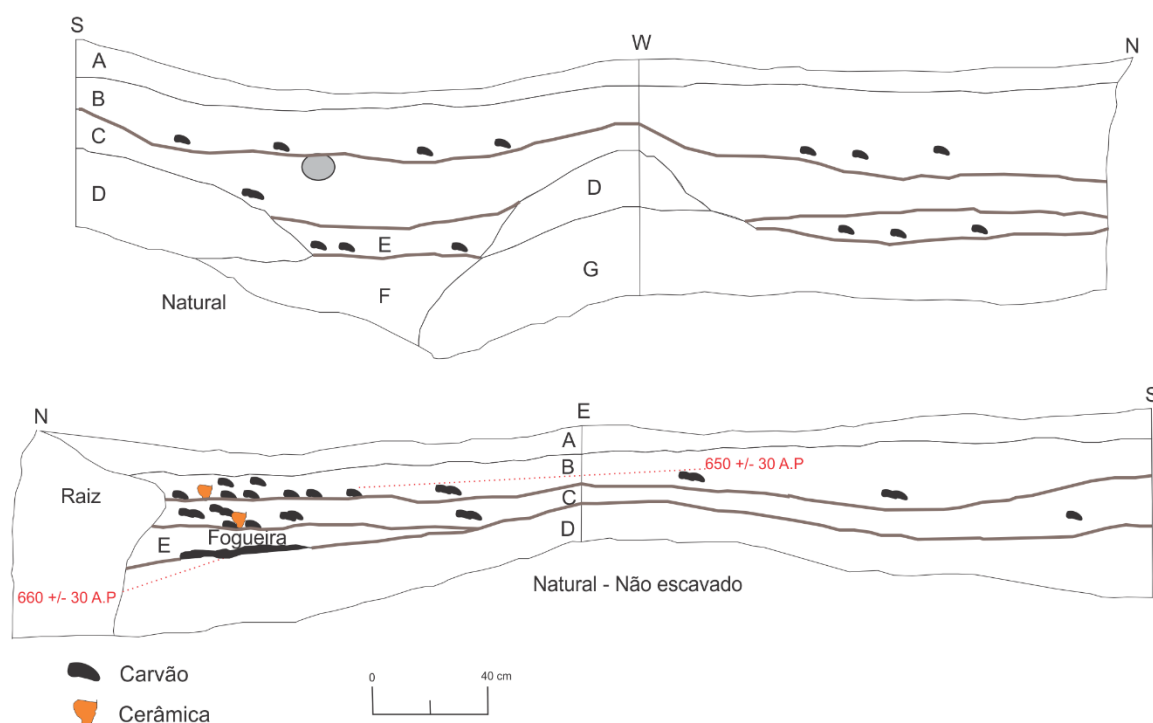 S
W
N
A
B
C
D
D
E
F
G
Natural
N
E
S
A
B
650 +/- 30 A.P
Raiz
C
D
Fogueira
E
660 +/- 30 A.P
Natural - Não escavado
Carvão
0
40 cm
Cerâmica